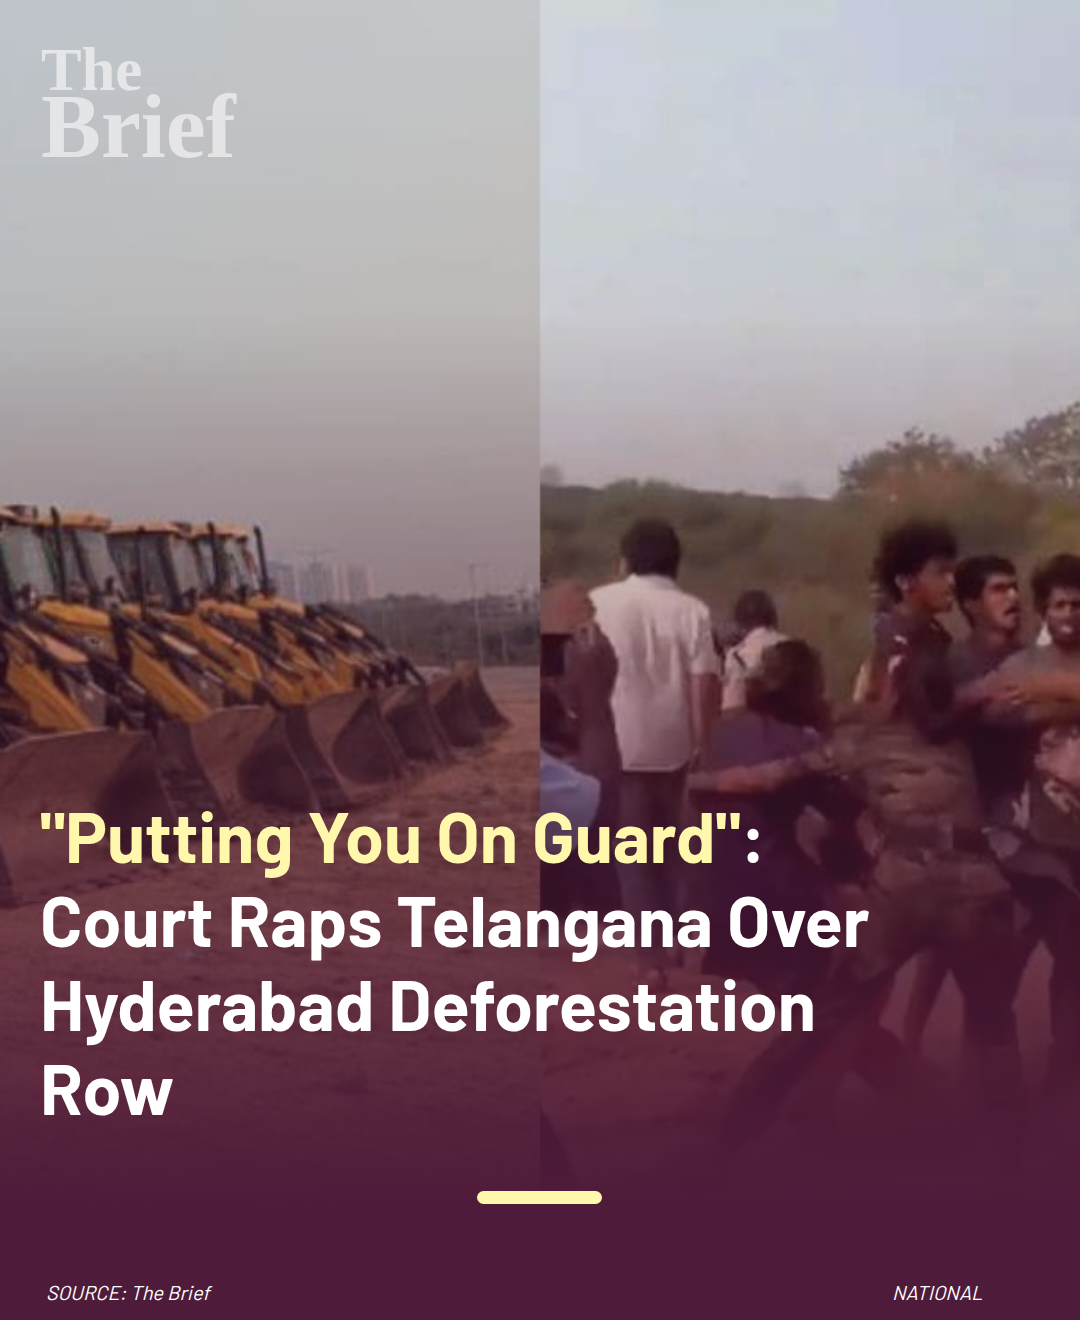 The
Brief
"Putting You On Guard":
Court Raps Telangana Over
Hyderabad Deforestation
Row
SOURCE: The Brief
NATIONAL